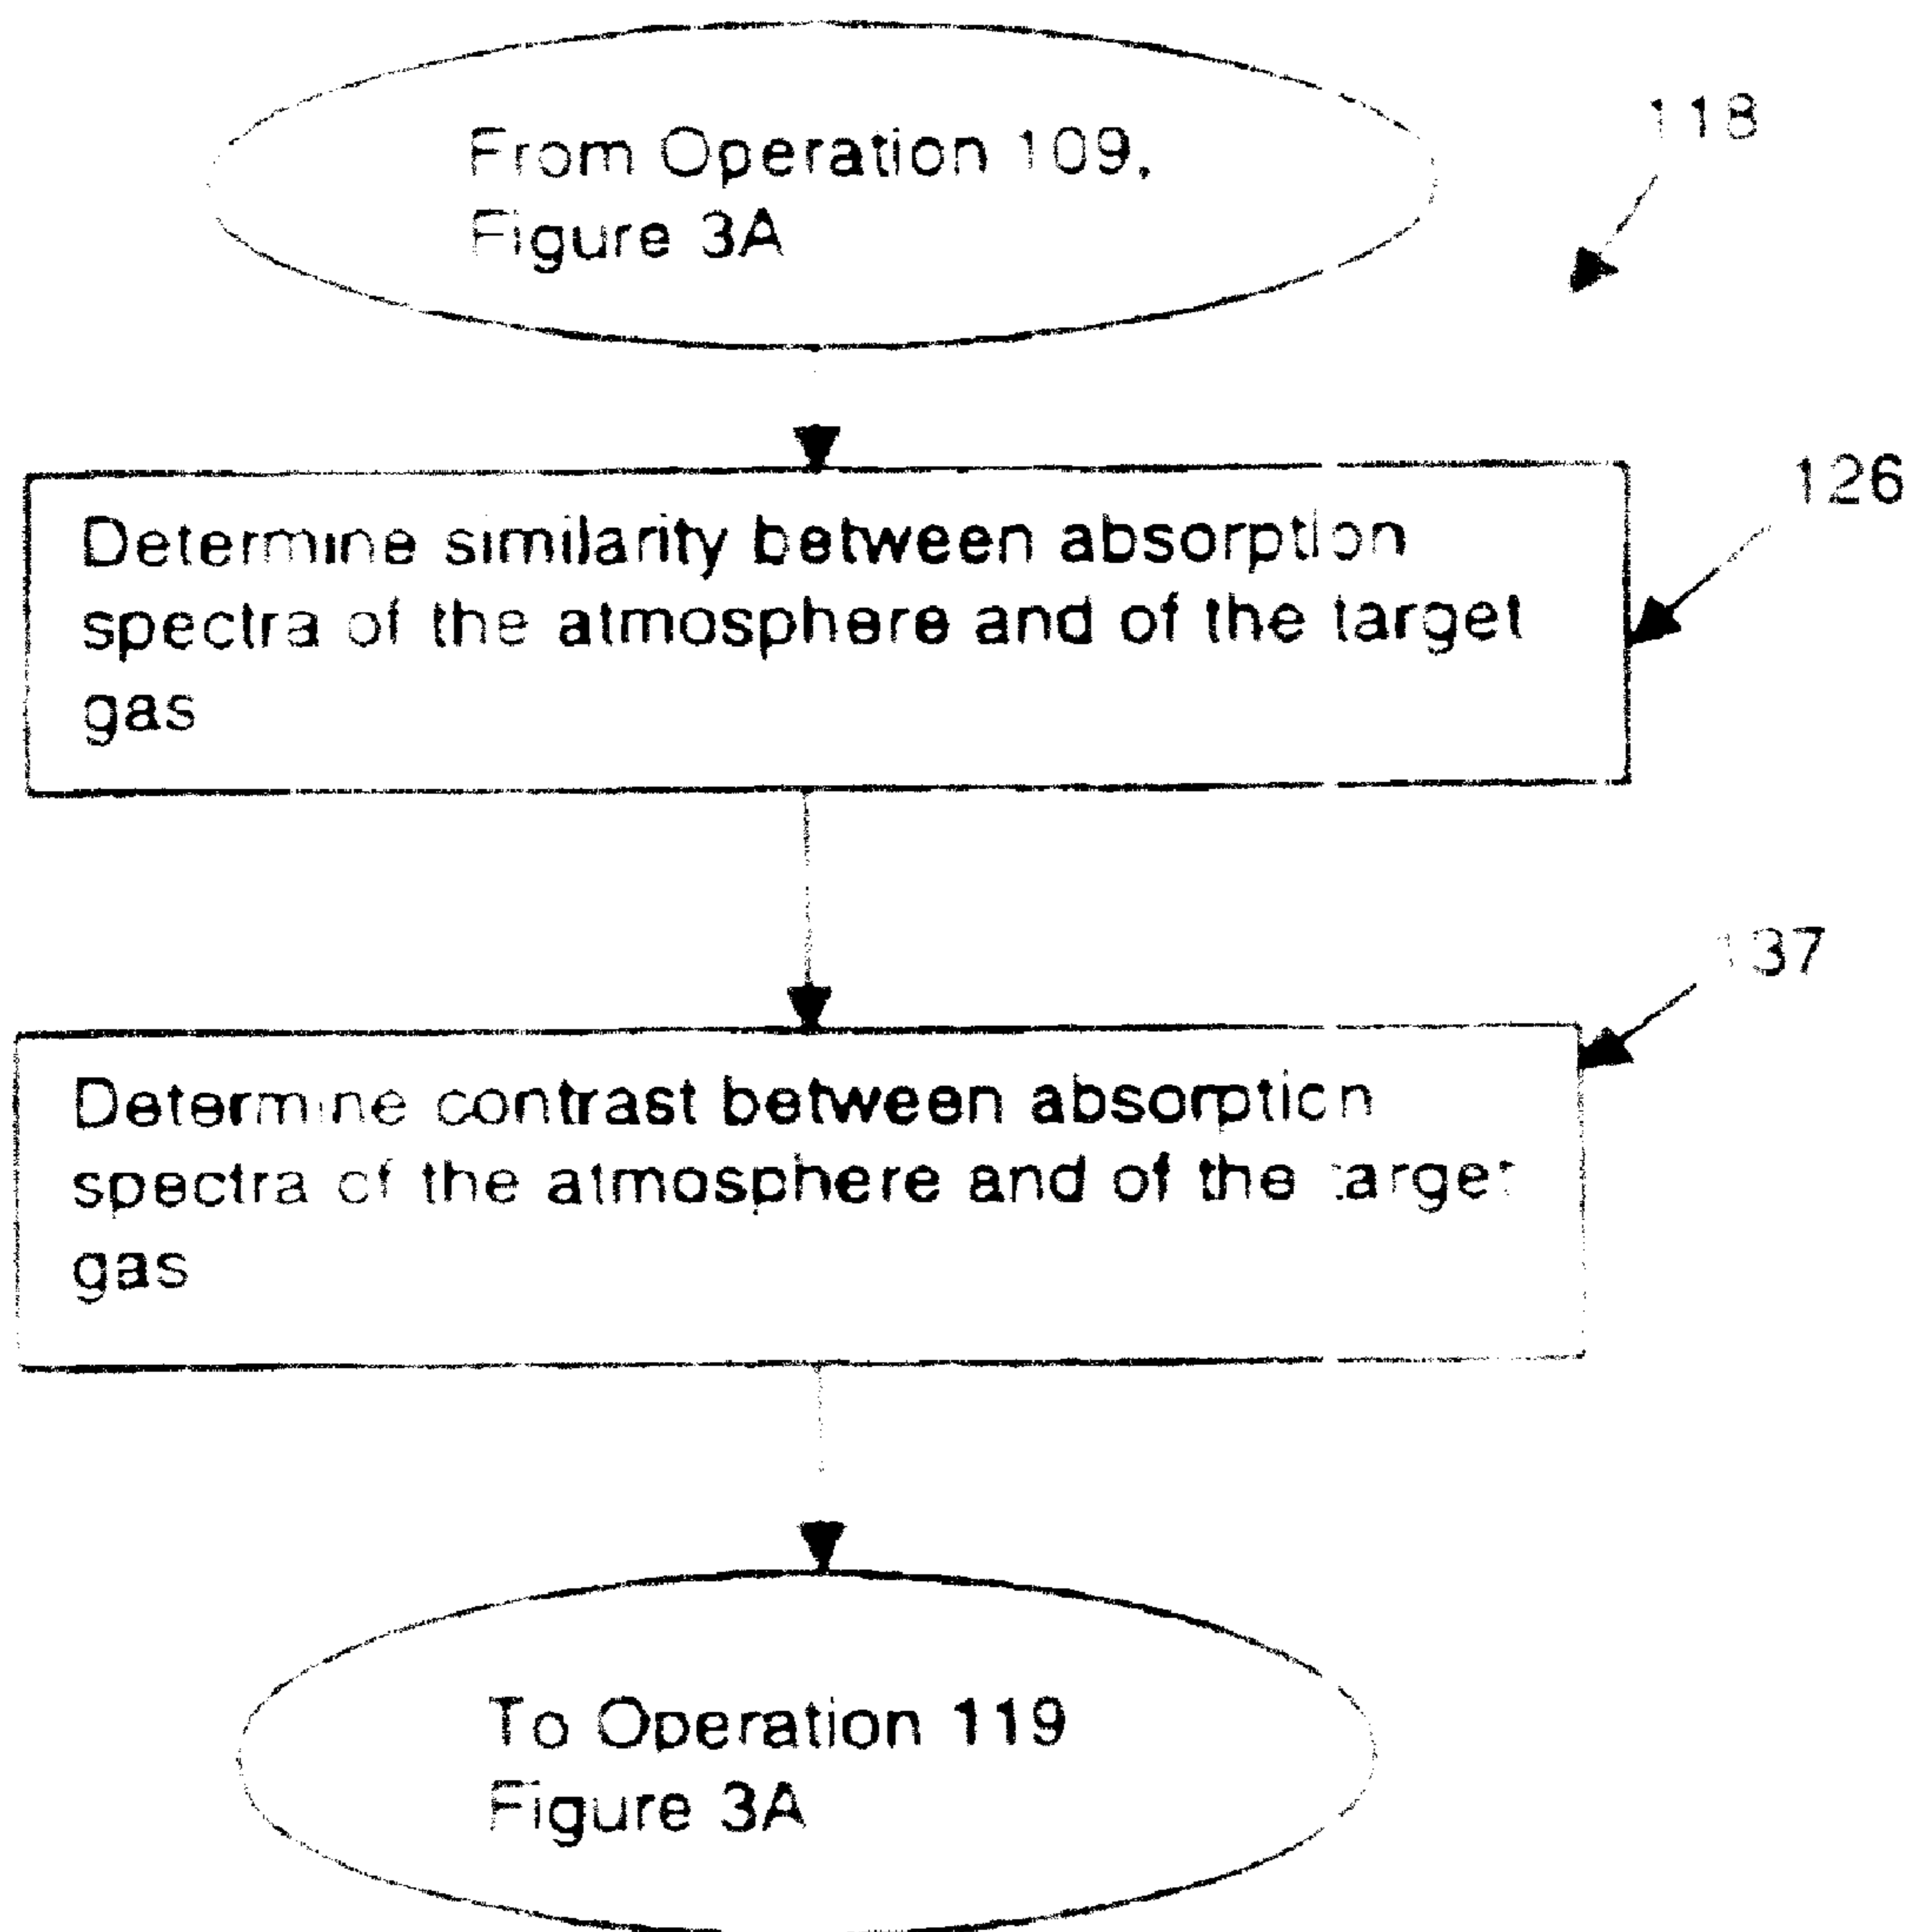 From Operation 109,
Figure 3A
118
Determine similarity between absorption
spectra of the atmosphere and of the target
gas
126
137
Determine contrast between absorption
spectra of the atmosphere and of the target
gas
To Operation 119
Figure 3A